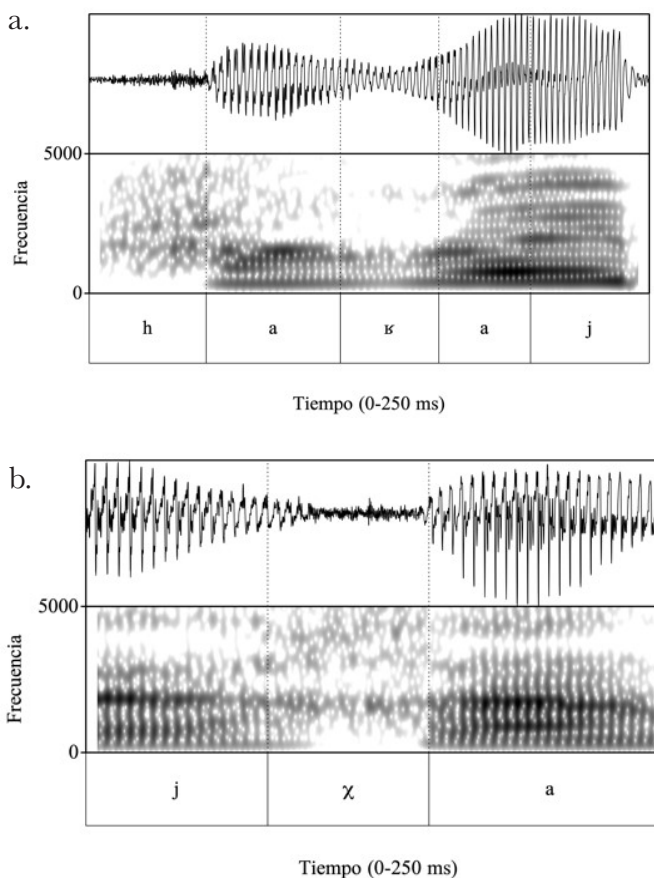 a.
5000
Frecuencia
0
h a ʁ a j
Tiempo (0-250 ms)
b.
5000
Frecuencia
0
j χ a
Tiempo (0-250 ms)